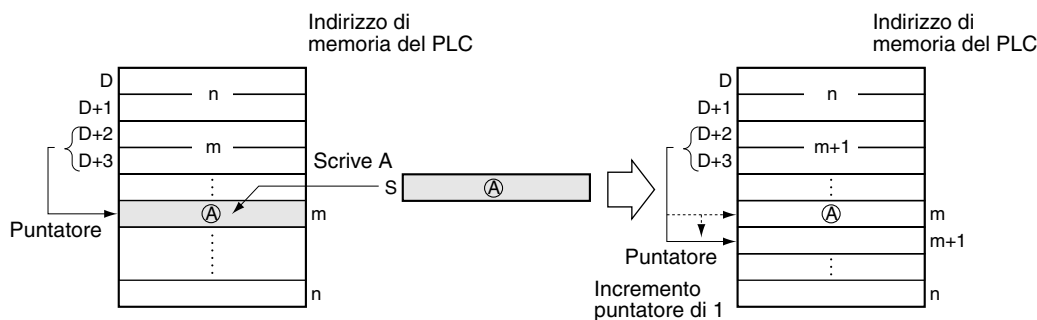 Indirizzo di
memoria del PLC
D
n
D+1
D+2
m
D+3
Scrive A
S
A
A
m
Puntatore
n
Indirizzo di
memoria del PLC
D
n
D+1
D+2
m+1
D+3
A
m
m+1
Puntatore
Incremento
puntatore di 1
n